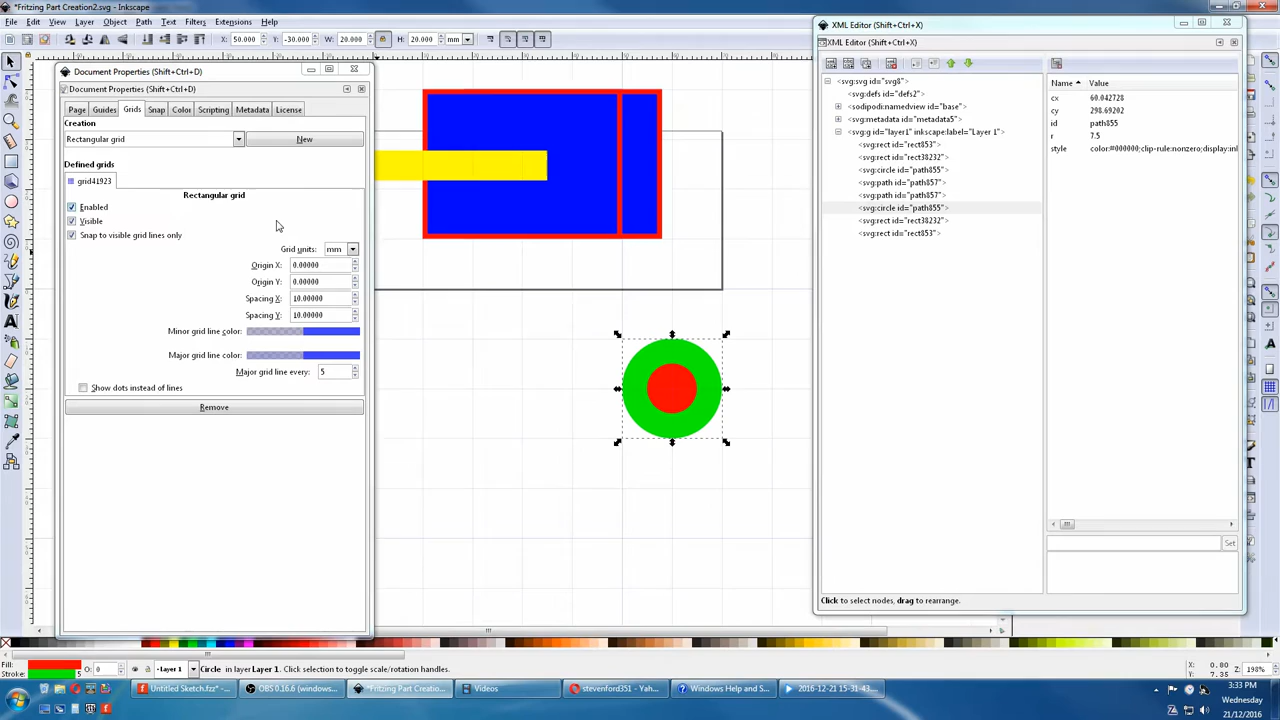 *Fritzing Part Creation2.svg - Inkscape
File Edit View Layer Object Path Text Filters Extensions Help
X: 50.000 Y: -30.000 W: 20.000 H: 20.000 mm
Document Properties (Shift+Ctrl+D)
Document Properties (Shift+Ctrl+D)
Page Guides Grids Snap Color Scripting Metadata License
Creation
Rectangular grid New
Defined grids
grid41923
Rectangular grid
Enabled
Visible
Snap to visible grid lines only
Grid units: mm
Origin X: 0.00000
Origin Y: 0.00000
Spacing X: 10.00000
Spacing Y: 10.00000
Minor grid line color:
Major grid line color:
Major grid line every: 5
Show dots instead of lines
Remove
XML Editor (Shift+Ctrl+X)
XML Editor (Shift+Ctrl+X)
<svg:svg id="svg8">
<svg:defs id="defs2">
<sodipodi:namedview id="base">
<svg:metadata id="metadata5">
<svg:g id="layer1" inkscape:label="Layer 1">
<svg:rect id="rect853">
<svg:rect id="rect38232">
<svg:circle id="path855">
<svg:path id="path857">
<svg:path id="path857">
<svg:circle id="path855">
<svg:rect id="rect38232">
<svg:rect id="rect853">
Name Value
cx 60.042728
cy 298.69202
id path855
r 7.5
style color:#000000;clip-rule:nonzero;display:inl
Set
Click to select nodes, drag to rearrange.
Fill:
Stroke: 5
O: 0
Layer 1
Circle in layer Layer 1. Click selection to toggle scale/rotation handles.
X: 0.80
Y: 7.35
Z: 198%
Untitled Sketch.fzz* - ...
OBS 0.16.6 (windows...
*Fritzing Part Creatio...
Videos
stevenford351 - Yah...
Windows Help and S...
2016-12-21 15-31-43....
3:33 PM
Wednesday
21/12/2016